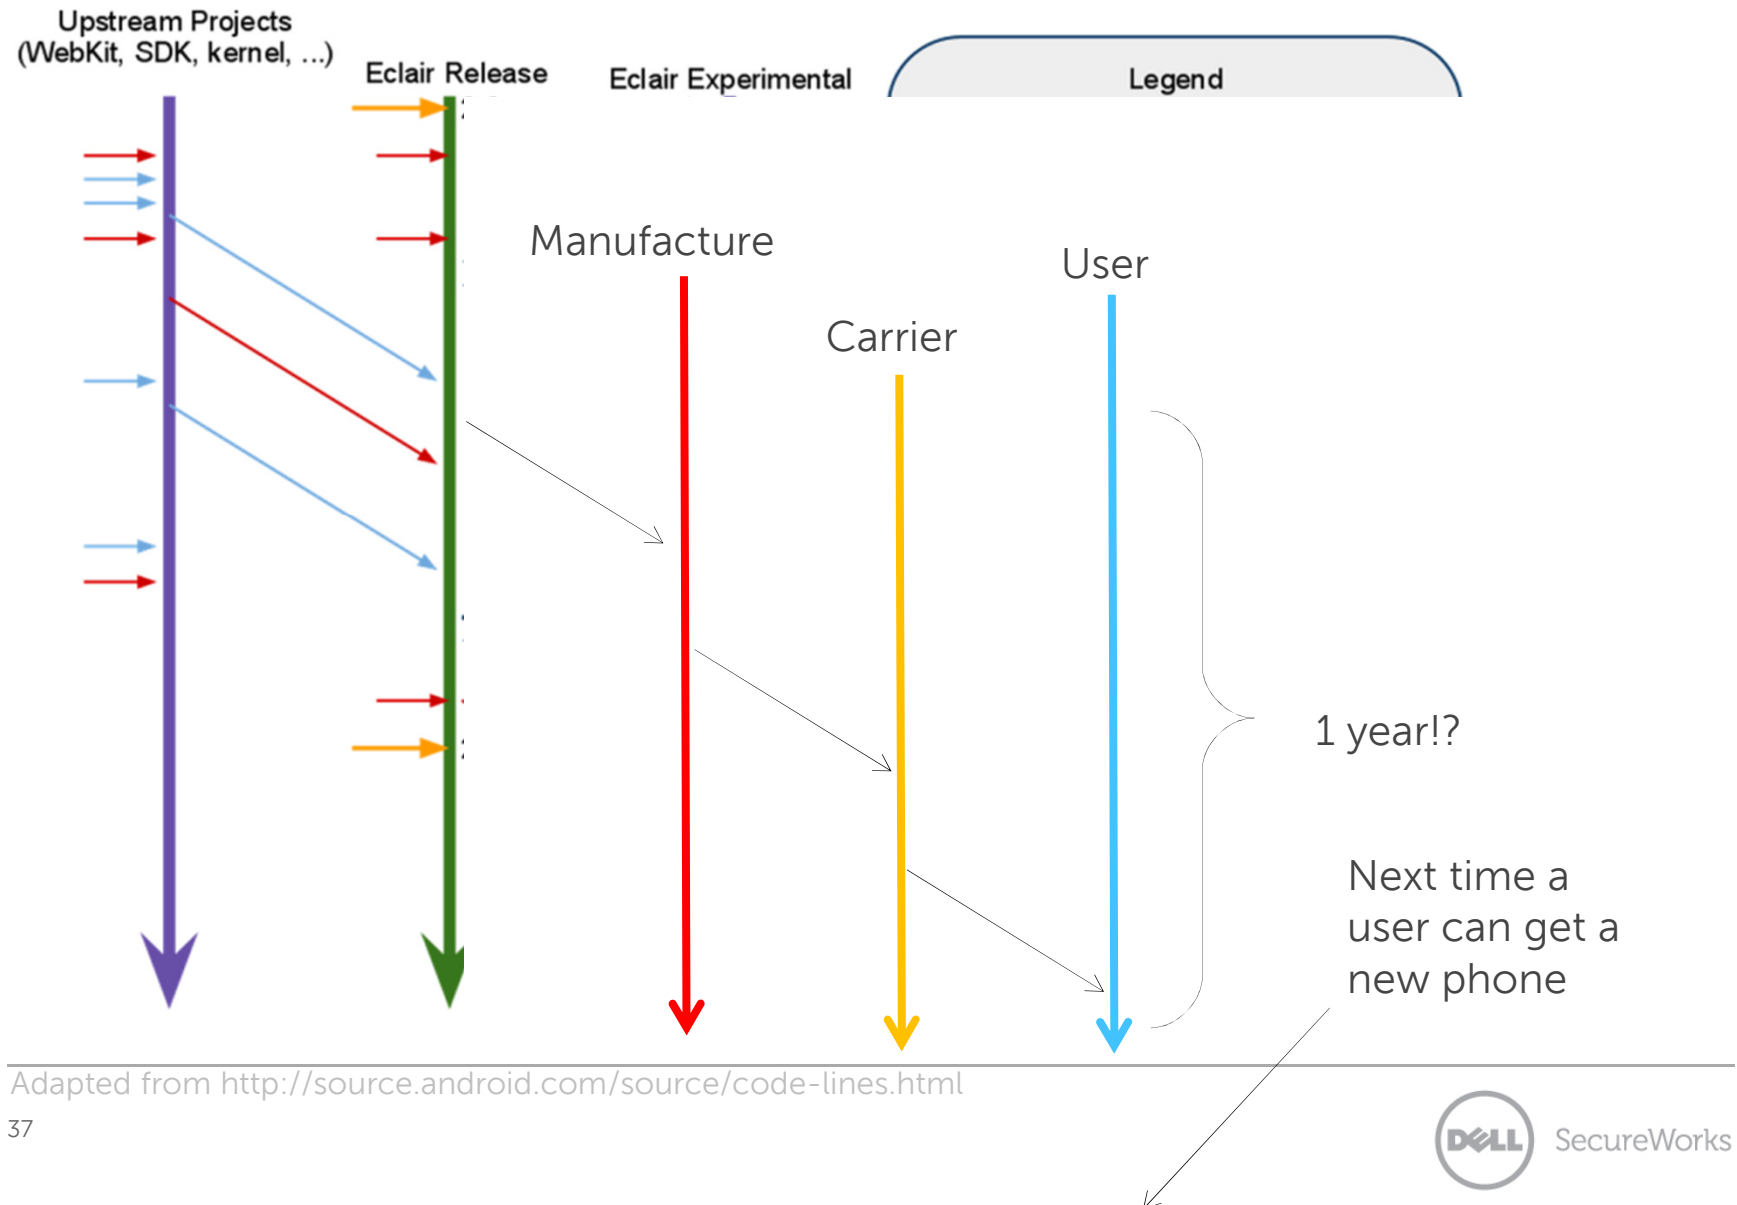 Upstream Projects
(WebKit, SDK, kernel, ...)
Eclair Release
Eclair Experimental
Legend
Manufacture
User
Carrier
1 year!?
Next time a
user can get a
new phone
Adapted from http://source.android.com/source/code-lines.html
37
DELL
SecureWorks